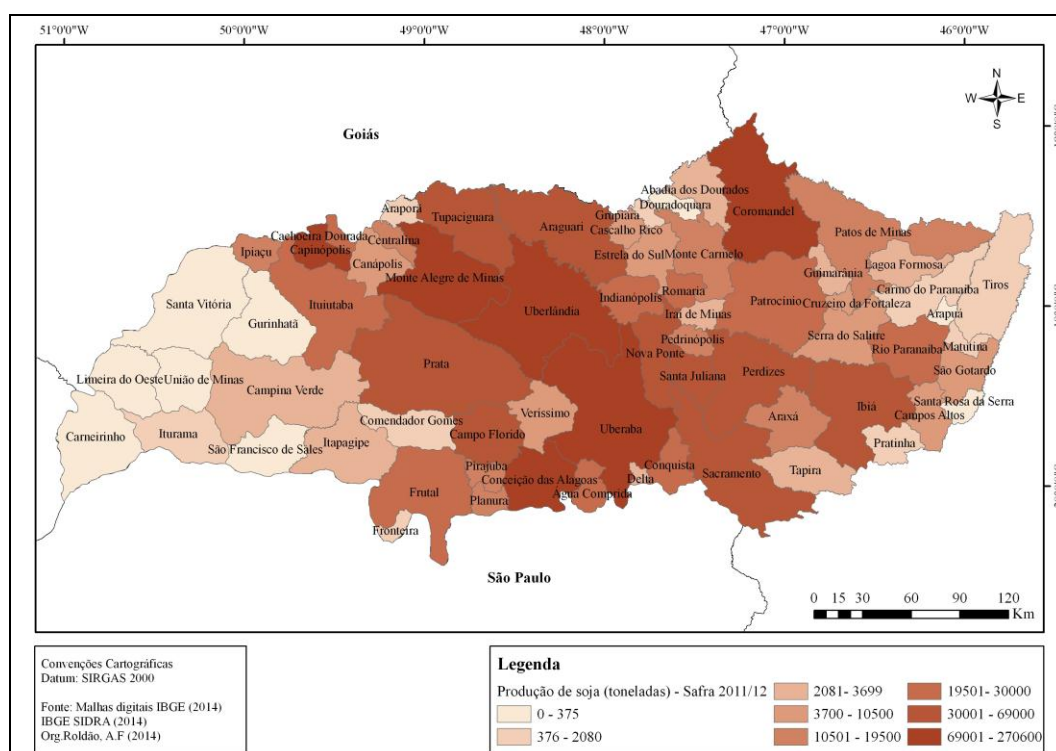 51°0'0"W 50°0'0"W 49°0'0"W 48°0'0"W 47°0'0"W 46°0'0"W
N
W E
S
Goiás
Abadia dos Dourados
Douradoquara
Araporá
Tupaciguara
Grupiara
Coromandel
Cascalho Rico
Araguari
Cachoeira Dourada
Centralina
Patos de Minas
Capinópolis
Ipiaçu
Estrela do Sul
Monte Carmelo
Canápolis
Guimarânia
Lagoa Formosa
Monte Alegre de Minas
Carmo do Paranaíba
Tiros
Romaria
Indianópolis
Patrocínio
Cruzeiro da Fortaleza
Santa Vitória
Ituiutaba
Uberlândia
Iraí de Minas
Arapuá
Gurinhatã
Pedrinópolis
Serra do Salitre
Rio Paranaíba
Matutina
Nova Ponte
Prata
São Gotardo
Santa Juliana
Perdizes
Limeira do Oeste
União de Minas
Campina Verde
Ibiá
Santa Rosa da Serra
Comendador Gomes
Veríssimo
Araxá
Campos Altos
Carneirinho
Iturama
Campo Florido
Uberaba
São Francisco de Sales
Itapagipe
Pratinha
Pirajuba
Conquista
Tapira
Conceição das Alagoas
Delta
Sacramento
Frutal
Planura
Água Comprida
Fronteira
São Paulo
0 15 30 60 90 120
Km
Convenções Cartográficas
Datum: SIRGAS 2000
Fonte: Malhas digitais IBGE (2014)
IBGE SIDRA (2014)
Org.Roldão, A.F (2014)
Legenda
Produção de soja (toneladas) - Safra 2011/12
0 - 375
376 - 2080
2081 - 3699
3700 - 10500
10501 - 19500
19501 - 30000
30001 - 69000
69001 - 270600